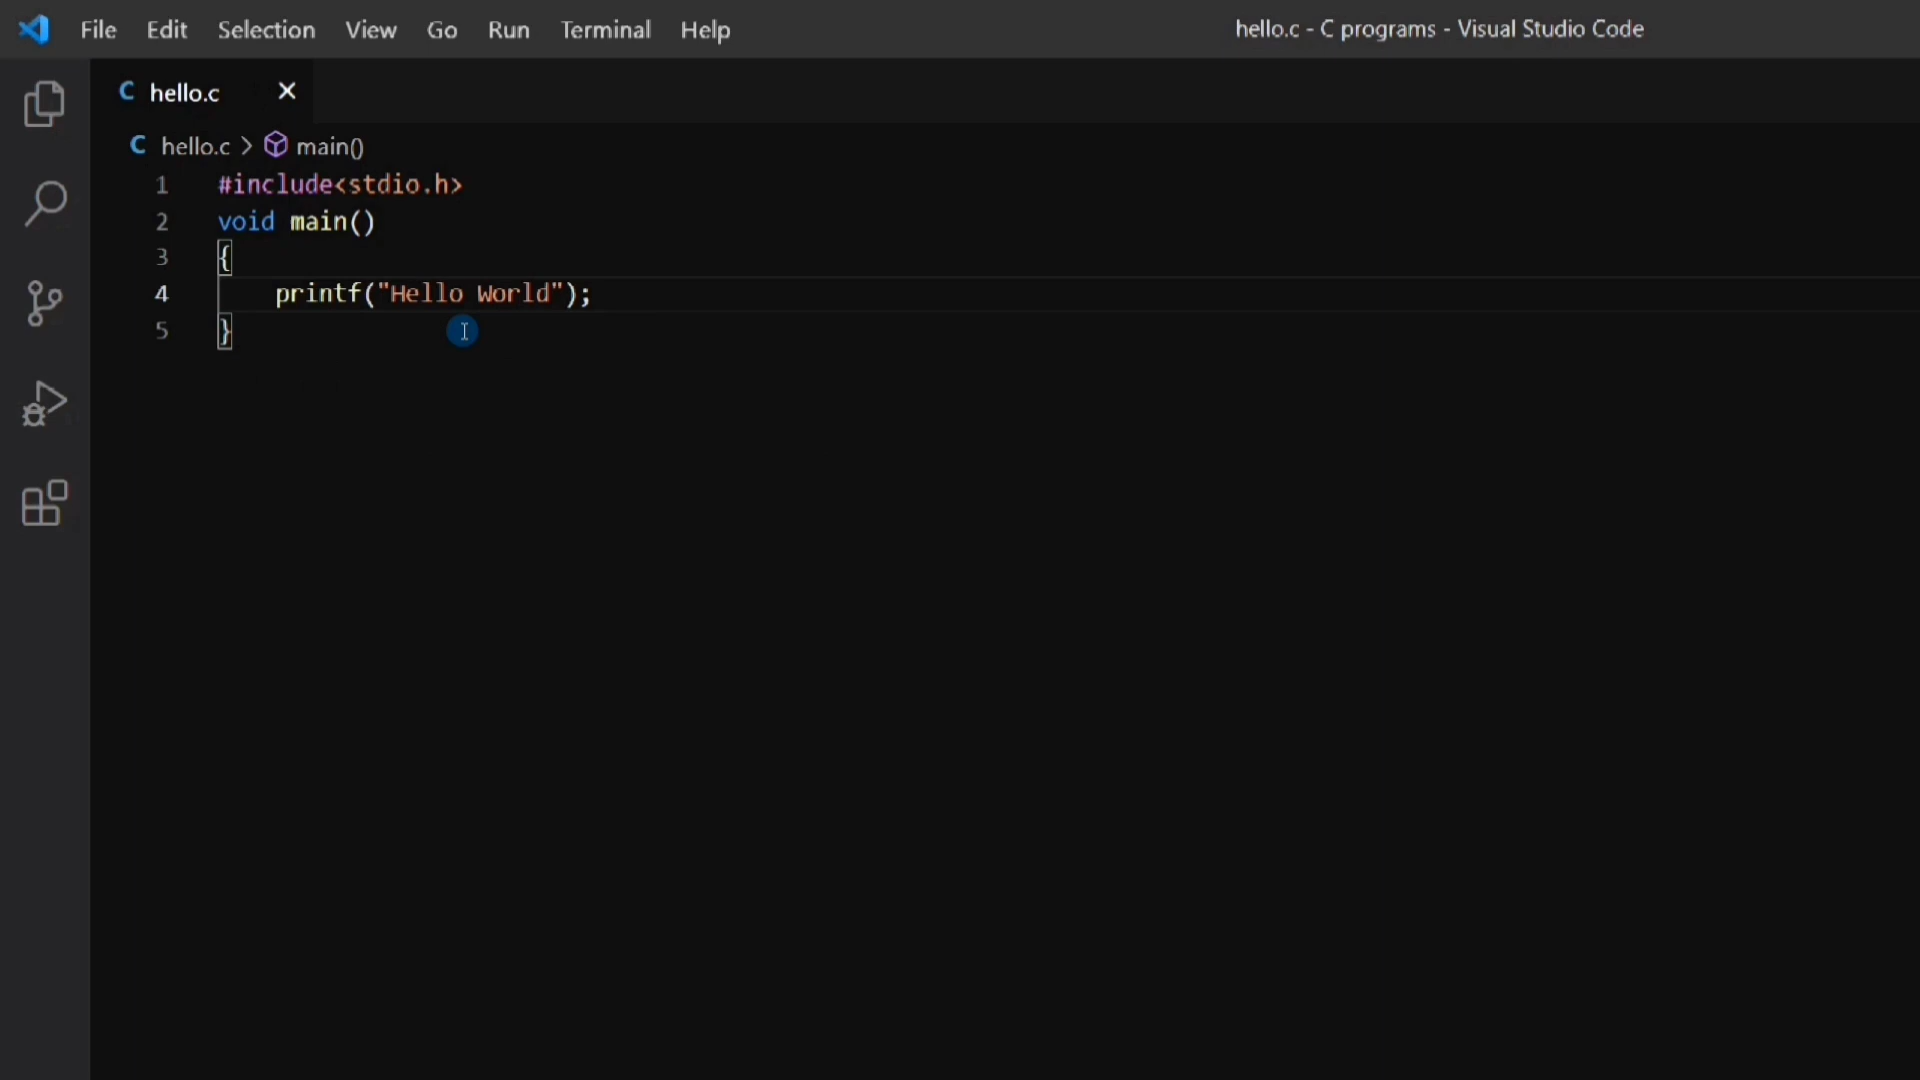 File Edit Selection View Go Run Terminal Help hello.c - C programs - Visual Studio Code
C hello.c
C hello.c > main()
1 #include<stdio.h>
2 void main()
3 {
4     printf("Hello World");
5 }